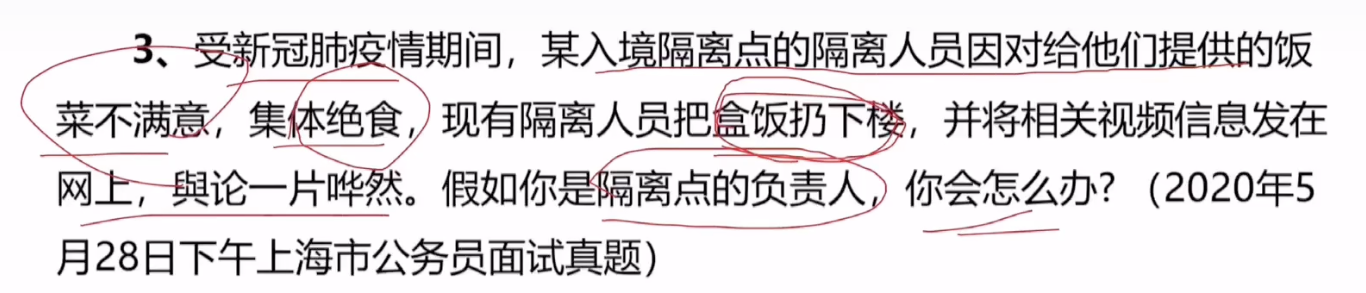 3、受新冠肺疫情期间，某入境隔离点的隔离人员因对给他们提供的饭
菜不满意，集体绝食，现有隔离人员把盒饭扔下楼，并将相关视频信息发在
网上，舆论一片哗然。假如你是隔离点的负责人，你会怎么办？（2020年5
月28日下午上海市公务员面试真题）